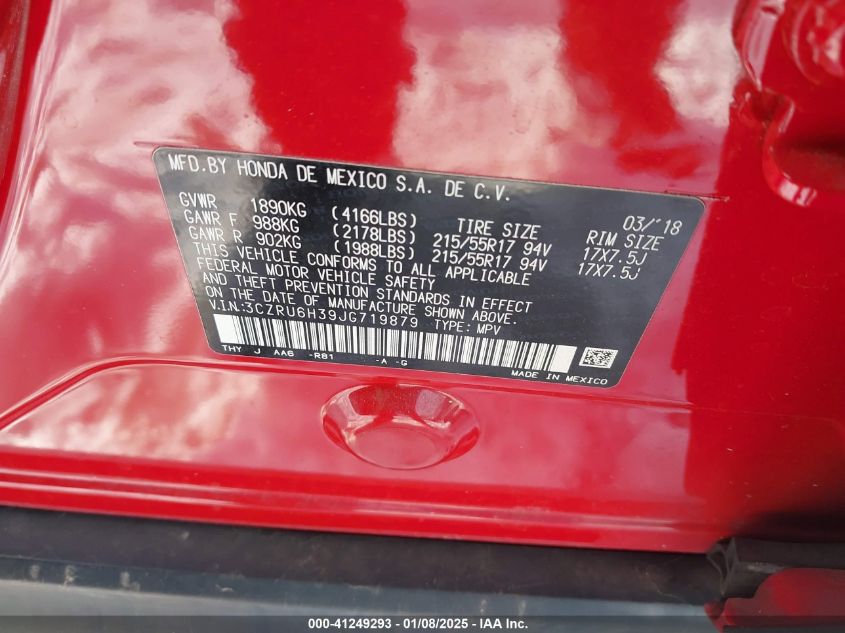 MFD.BY HONDA DE MEXICO S.A. DE C.V.
03/'18
GVWR 1890KG (4166LBS) TIRE SIZE RIM SIZE
GAWR F 988KG (2178LBS) 215/55R17 94V 17X7.5J
GAWR R 902KG (1988LBS) 215/55R17 94V 17X7.5J
THIS VEHICLE CONFORMS TO ALL APPLICABLE
FEDERAL MOTOR VEHICLE SAFETY
AND THEFT PREVENTION STANDARDS IN EFFECT
ON THE DATE OF MANUFACTURE SHOWN ABOVE.
V.I.N.:3CZRU6H39JG719879 TYPE: MPV
THY J AA6 -R81 -A -G
MADE IN MEXICO
000-41249293 - 01/08/2025 - IAA Inc.